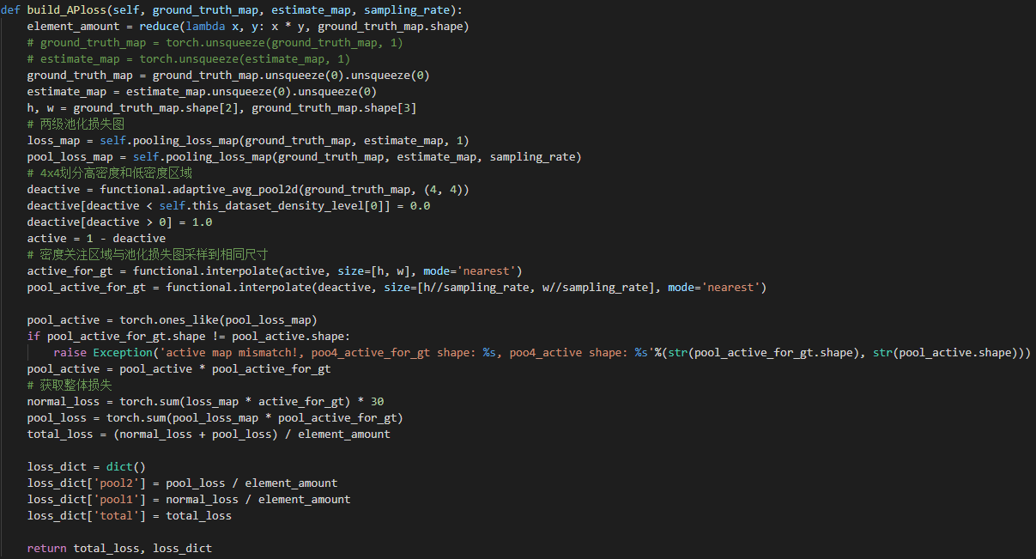 def build_APloss(self, ground_truth_map, estimate_map, sampling_rate):
    element_amount = reduce(lambda x, y: x * y, ground_truth_map.shape)
    # ground_truth_map = torch.unsqueeze(ground_truth_map, 1)
    # estimate_map = torch.unsqueeze(estimate_map, 1)
    ground_truth_map = ground_truth_map.unsqueeze(0).unsqueeze(0)
    estimate_map = estimate_map.unsqueeze(0).unsqueeze(0)
    h, w = ground_truth_map.shape[2], ground_truth_map.shape[3]
    # 两级池化损失图
    loss_map = self.pooling_loss_map(ground_truth_map, estimate_map, 1)
    pool_loss_map = self.pooling_loss_map(ground_truth_map, estimate_map, sampling_rate)
    # 4x4划分高密度和低密度区域
    deactive = functional.adaptive_avg_pool2d(ground_truth_map, (4, 4))
    deactive[deactive < self.this_dataset_density_level[0]] = 0.0
    deactive[deactive > 0] = 1.0
    active = 1 - deactive
    # 密度关注区域与池化损失图采样到相同尺寸
    active_for_gt = functional.interpolate(active, size=[h, w], mode='nearest')
    pool_active_for_gt = functional.interpolate(deactive, size=[h//sampling_rate, w//sampling_rate], mode='nearest')

    pool_active = torch.ones_like(pool_loss_map)
    if pool_active_for_gt.shape != pool_active.shape:
        raise Exception('active map mismatch!, poo4_active_for_gt shape: %s, poo4_active shape: %s'%(str(pool_active_for_gt.shape), str(pool_active.shape)))
    pool_active = pool_active * pool_active_for_gt
    # 获取整体损失
    normal_loss = torch.sum(loss_map * active_for_gt) * 30
    pool_loss = torch.sum(pool_loss_map * pool_active_for_gt)
    total_loss = (normal_loss + pool_loss) / element_amount

    loss_dict = dict()
    loss_dict['pool2'] = pool_loss / element_amount
    loss_dict['pool1'] = normal_loss / element_amount
    loss_dict['total'] = total_loss

    return total_loss, loss_dict